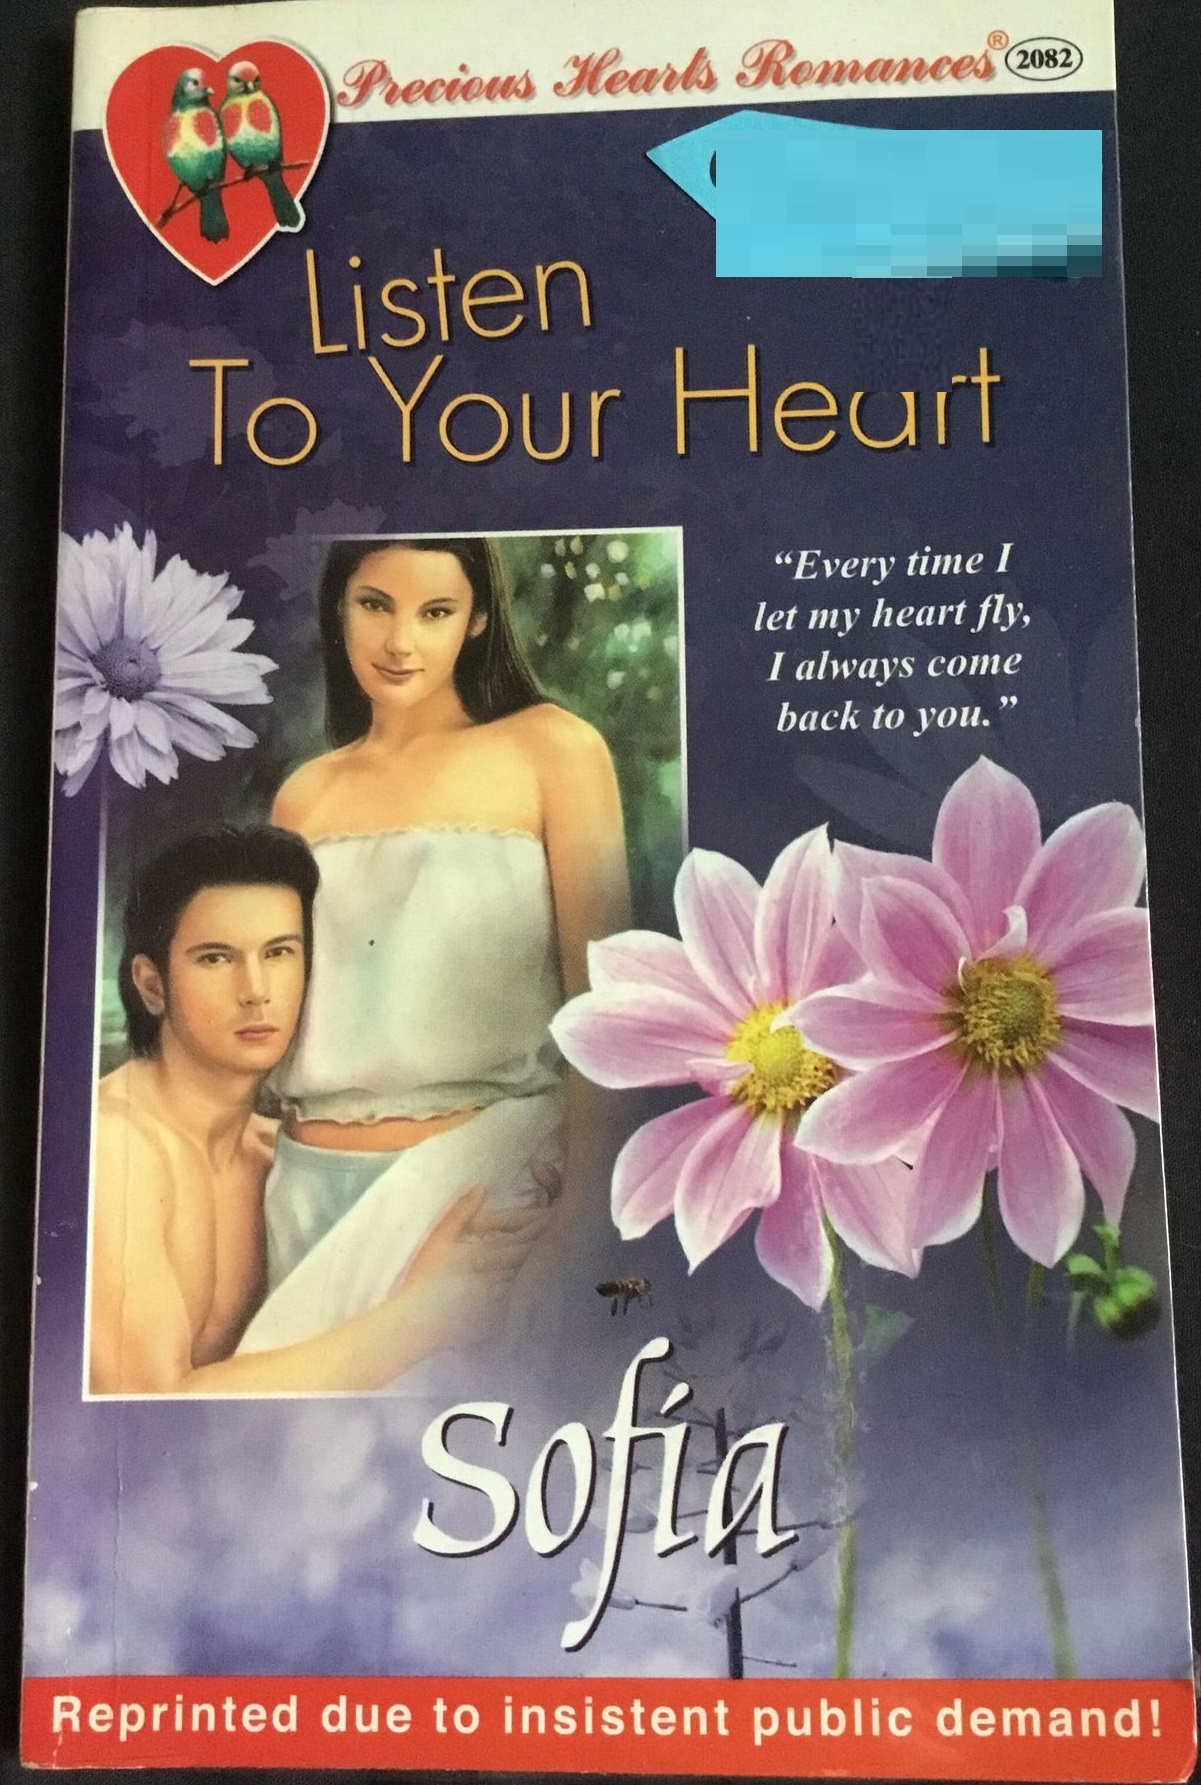 Precious Hearts Romances® 2082
Listen
To Your Heart
“Every time I
let my heart fly,
I always come
back to you.”
Sofia
Reprinted due to insistent public demand!